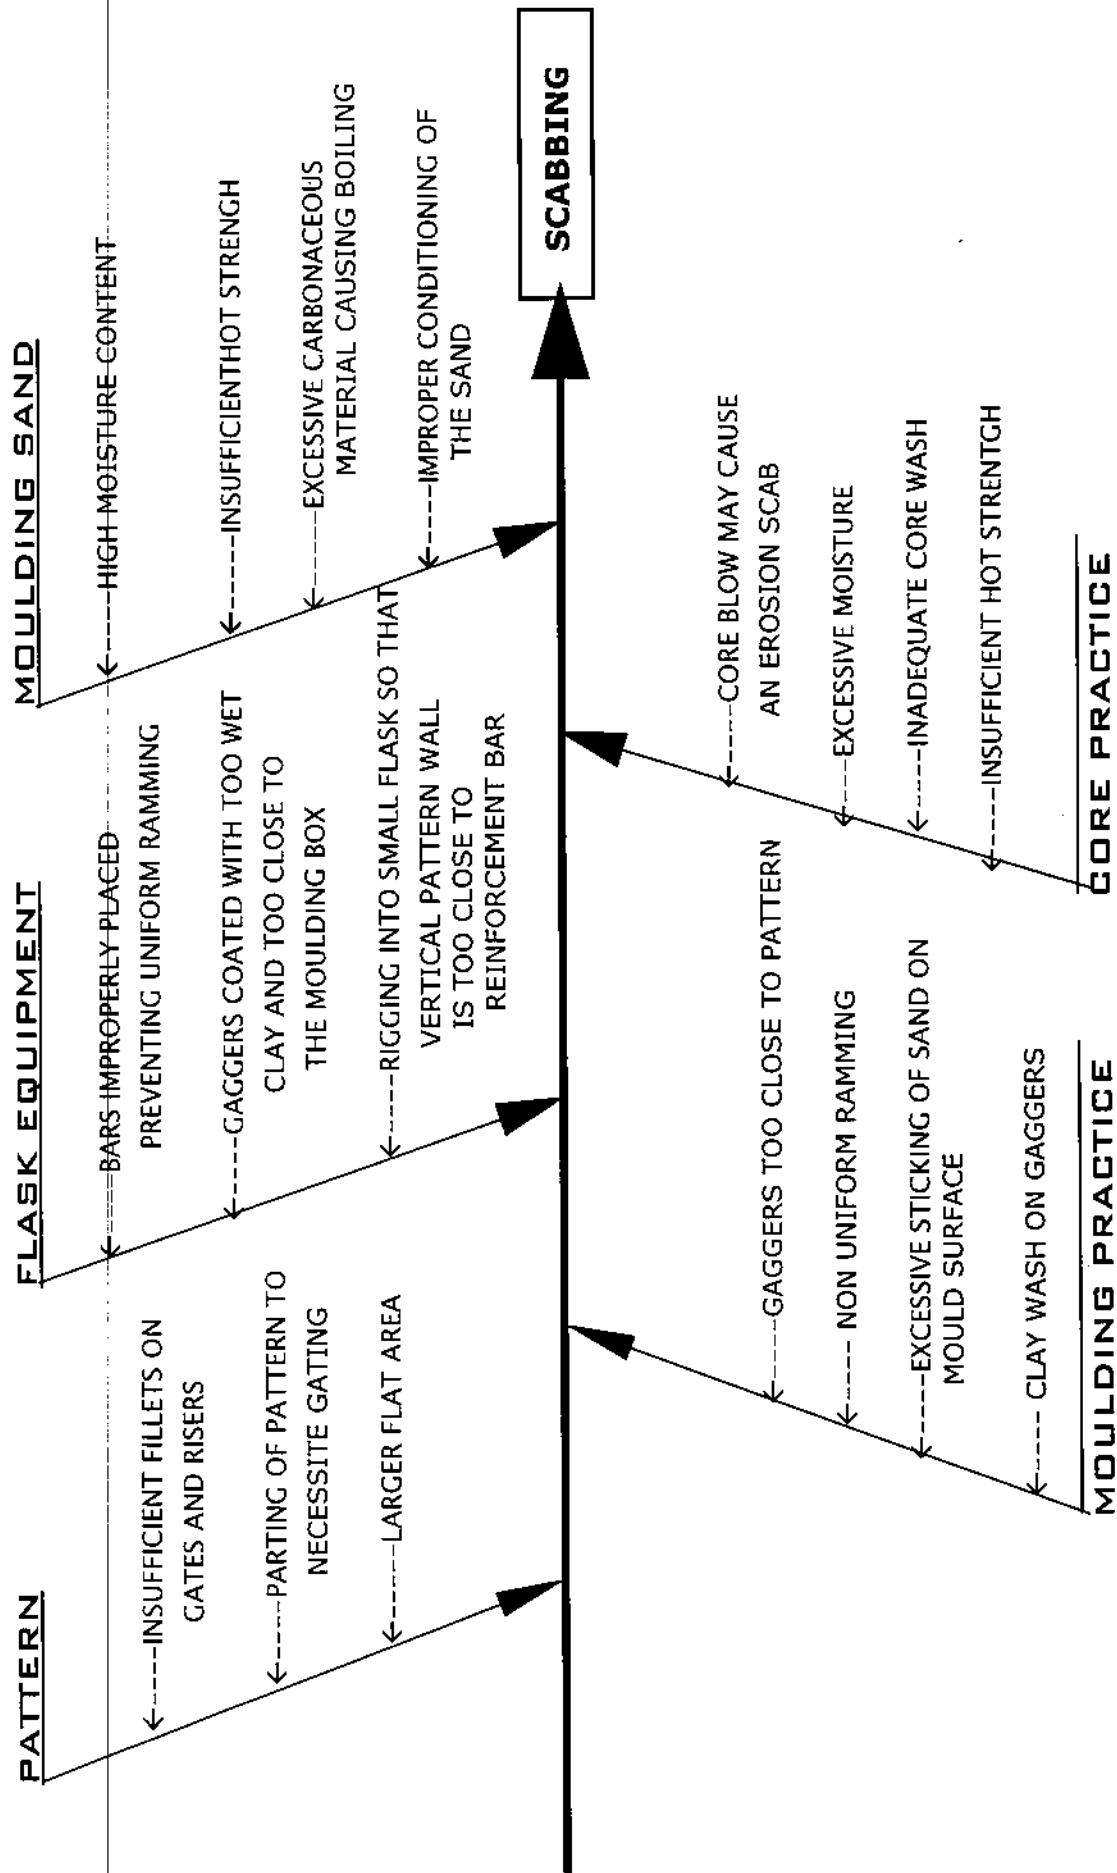 PATTERN
INSUFFICIENT FILLETS ON
GATES AND RISERS
PARTING OF PATTERN TO
NECESSITE GATING
LARGER FLAT AREA
FLASK EQUIPMENT
BARS IMPROPERLY PLACED
PREVENTING UNIFORM RAMMING
GAGGERS COATED WITH TOO WET
CLAY AND TOO CLOSE TO
THE MOULDING BOX
RIGGING INTO SMALL FLASK SO THAT
VERTICAL PATTERN WALL
IS TOO CLOSE TO
REINFORCEMENT BAR
MOULDING SAND
HIGH MOISTURE CONTENT
INSUFFICIENTHOT STRENGH
EXCESSIVE CARBONACEOUS
MATERIAL CAUSING BOILING
IMPROPER CONDITIONING OF
THE SAND
SCABBING
GAGGERS TOO CLOSE TO PATTERN
NON UNIFORM RAMMING
EXCESSIVE STICKING OF SAND ON
MOULD SURFACE
CLAY WASH ON GAGGERS
MOULDING PRACTICE
CORE BLOW MAY CAUSE
AN EROSION SCAB
EXCESSIVE MOISTURE
INADEQUATE CORE WASH
INSUFFICIENT HOT STRENTGH
CORE PRACTICE